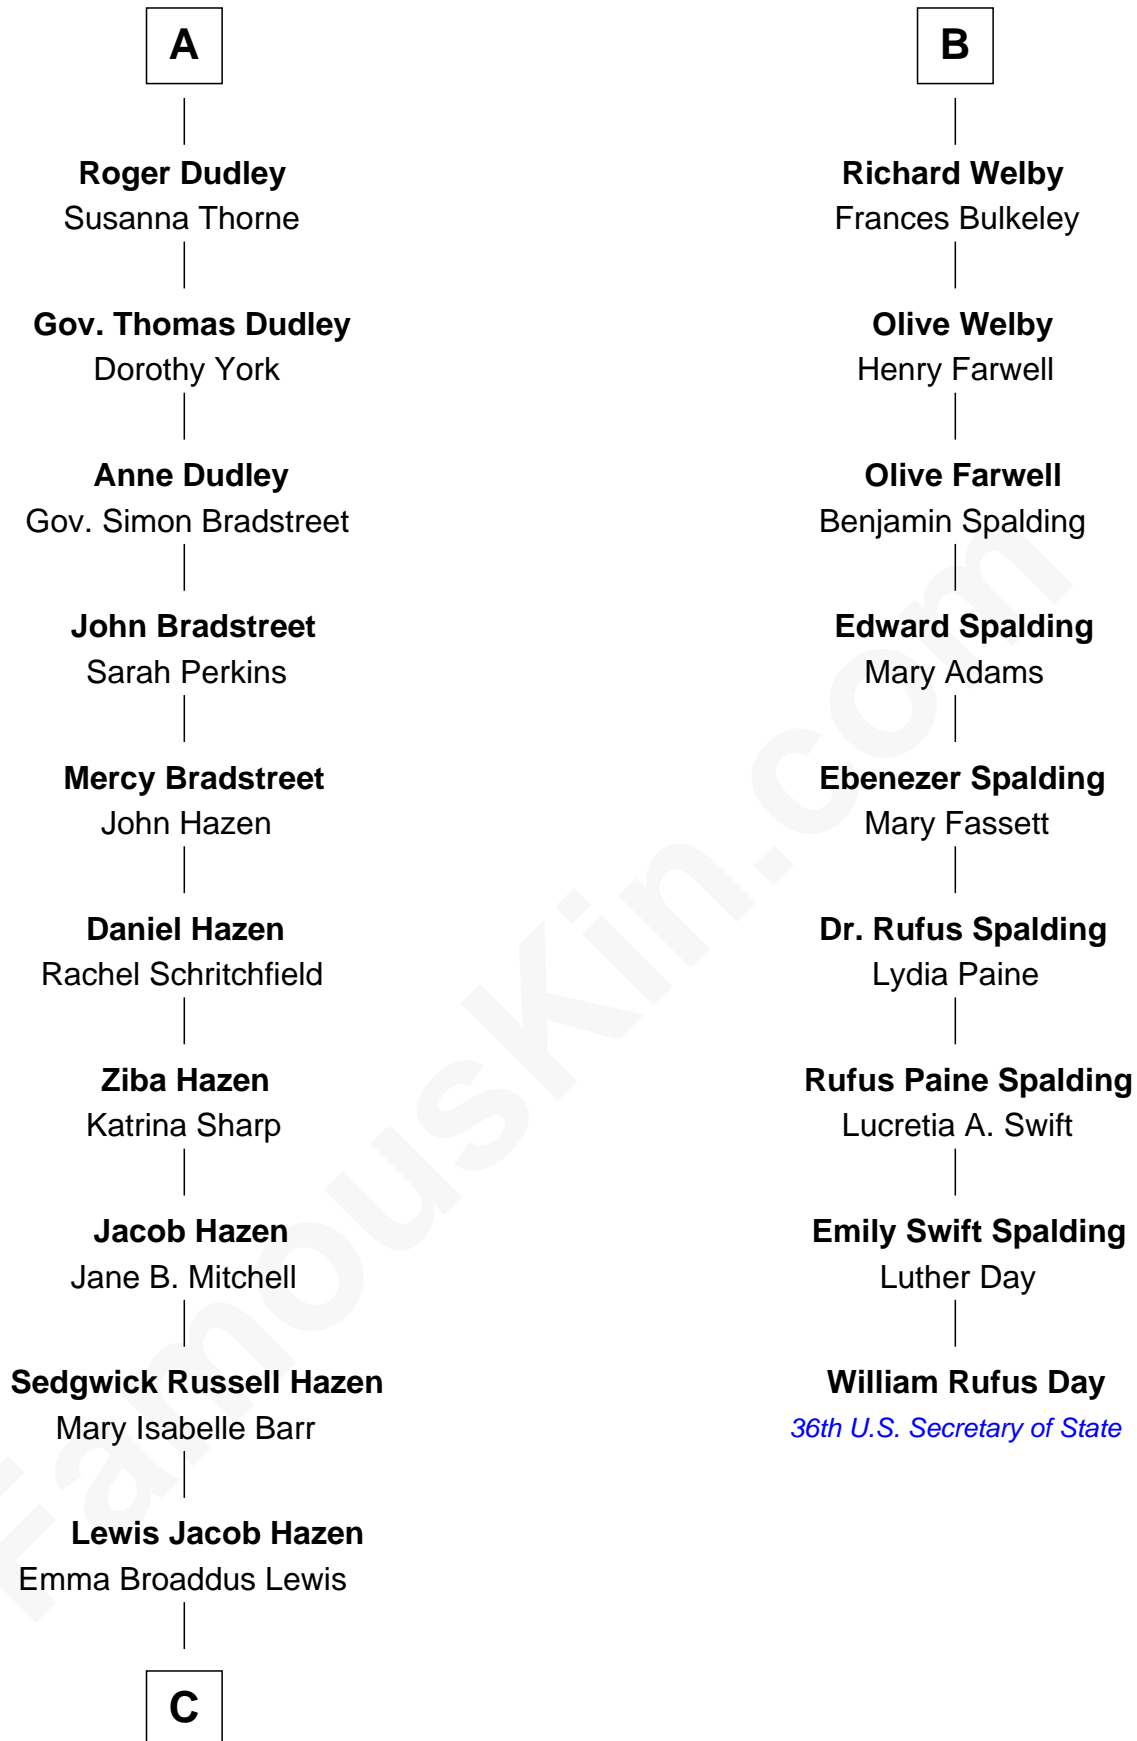 A
Roger Dudley
Susanna Thorne
Gov. Thomas Dudley
Dorothy York
Anne Dudley
Gov. Simon Bradstreet
John Bradstreet
Sarah Perkins
Mercy Bradstreet
John Hazen
Daniel Hazen
Rachel Schritchfield
Ziba Hazen
Katrina Sharp
Jacob Hazen
Jane B. Mitchell
Sedgwick Russell Hazen
Mary Isabelle Barr
Lewis Jacob Hazen
Emma Broaddus Lewis
C
B
Richard Welby
Frances Bulkeley
Olive Welby
Henry Farwell
Olive Farwell
Benjamin Spalding
Edward Spalding
Mary Adams
Ebenezer Spalding
Mary Fassett
Dr. Rufus Spalding
Lydia Paine
Rufus Paine Spalding
Lucretia A. Swift
Emily Swift Spalding
Luther Day
William Rufus Day
36th U.S. Secretary of State
FamousKin.com